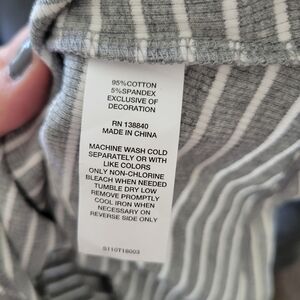 95%COTTON
5%SPANDEX
EXCLUSIVE OF
DECORATION
RN 138840
MADE IN CHINA
MACHINE WASH COLD
SEPARATELY OR WITH
LIKE COLORS
ONLY NON-CHLORINE
BLEACH WHEN NEEDED
TUMBLE DRY LOW
REMOVE PROMPTLY
COOL IRON WHEN
NECESSARY ON
REVERSE SIDE ONLY
S110T18003